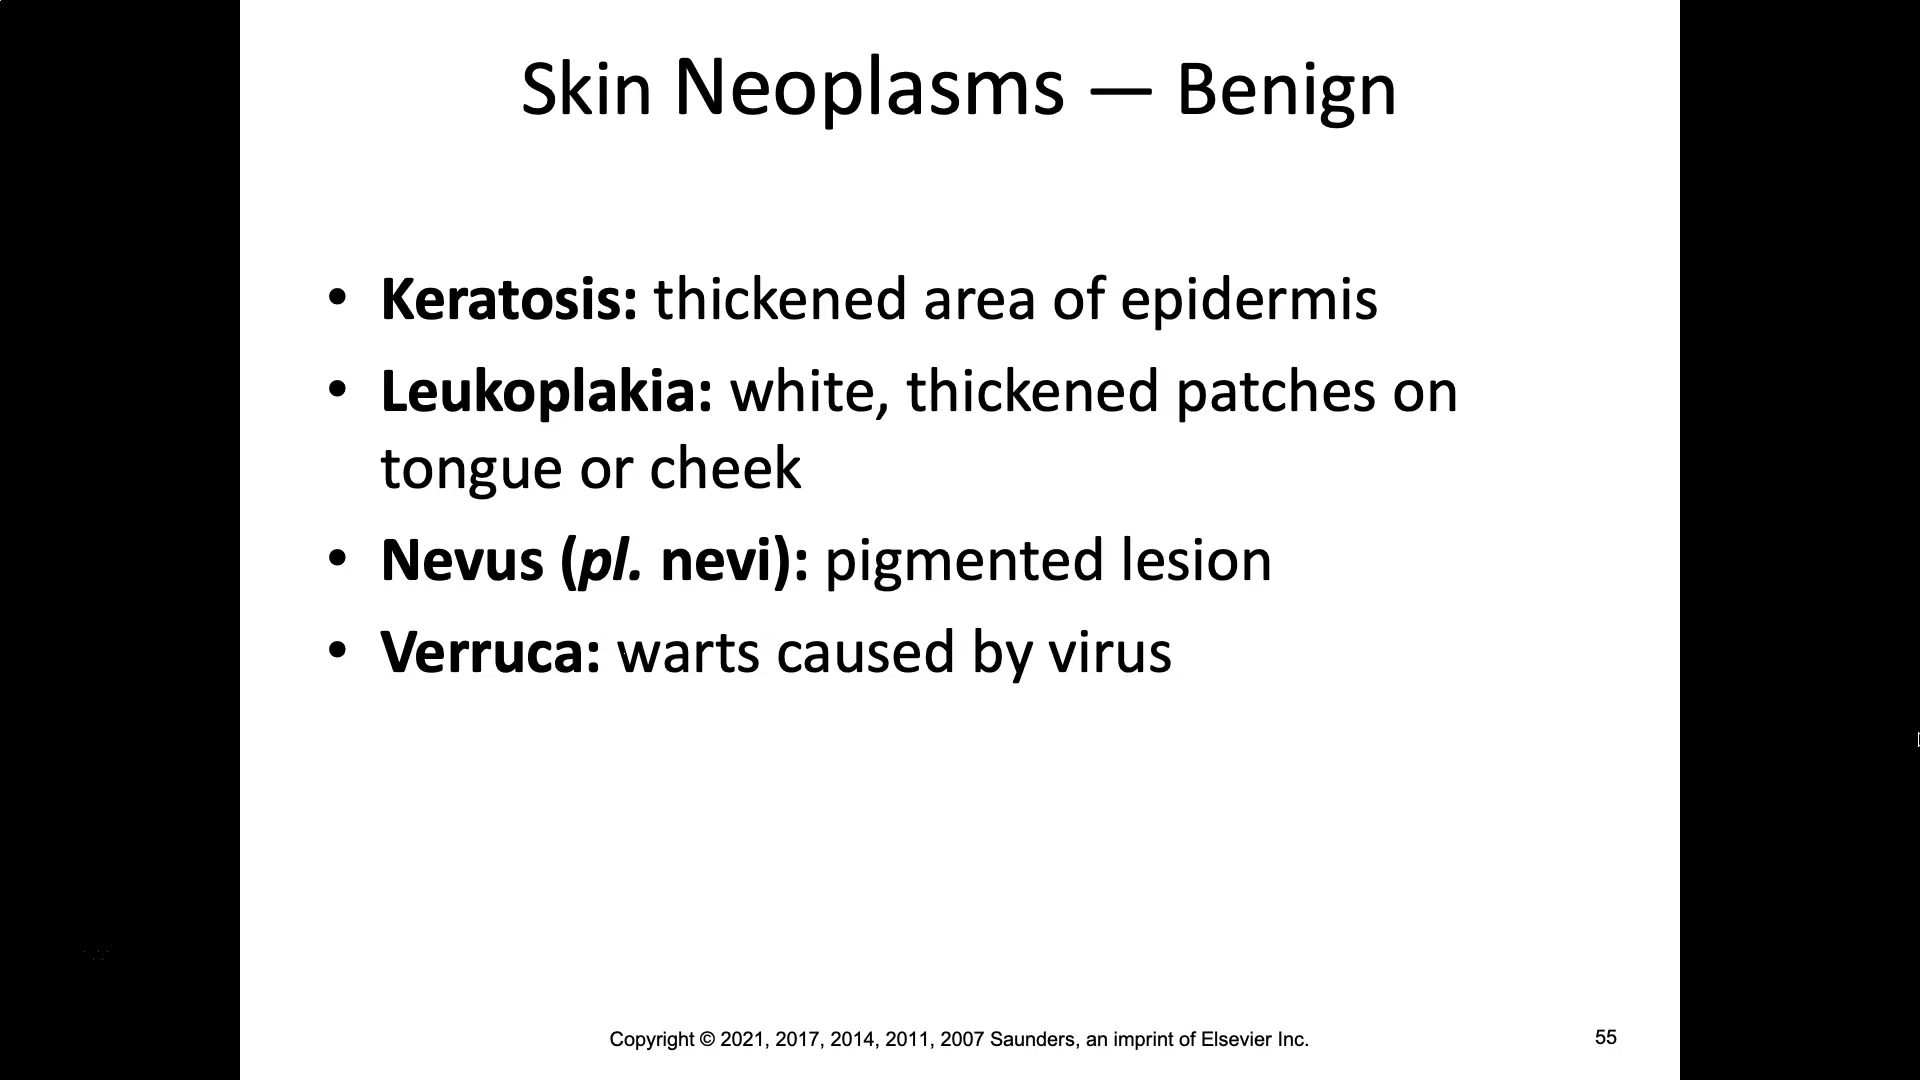 Skin Neoplasms — Benign
• Keratosis: thickened area of epidermis
• Leukoplakia: white, thickened patches on
tongue or cheek
• Nevus (pl. nevi): pigmented lesion
• Verruca: warts caused by virus
Copyright © 2021, 2017, 2014, 2011, 2007 Saunders, an imprint of Elsevier Inc.
55